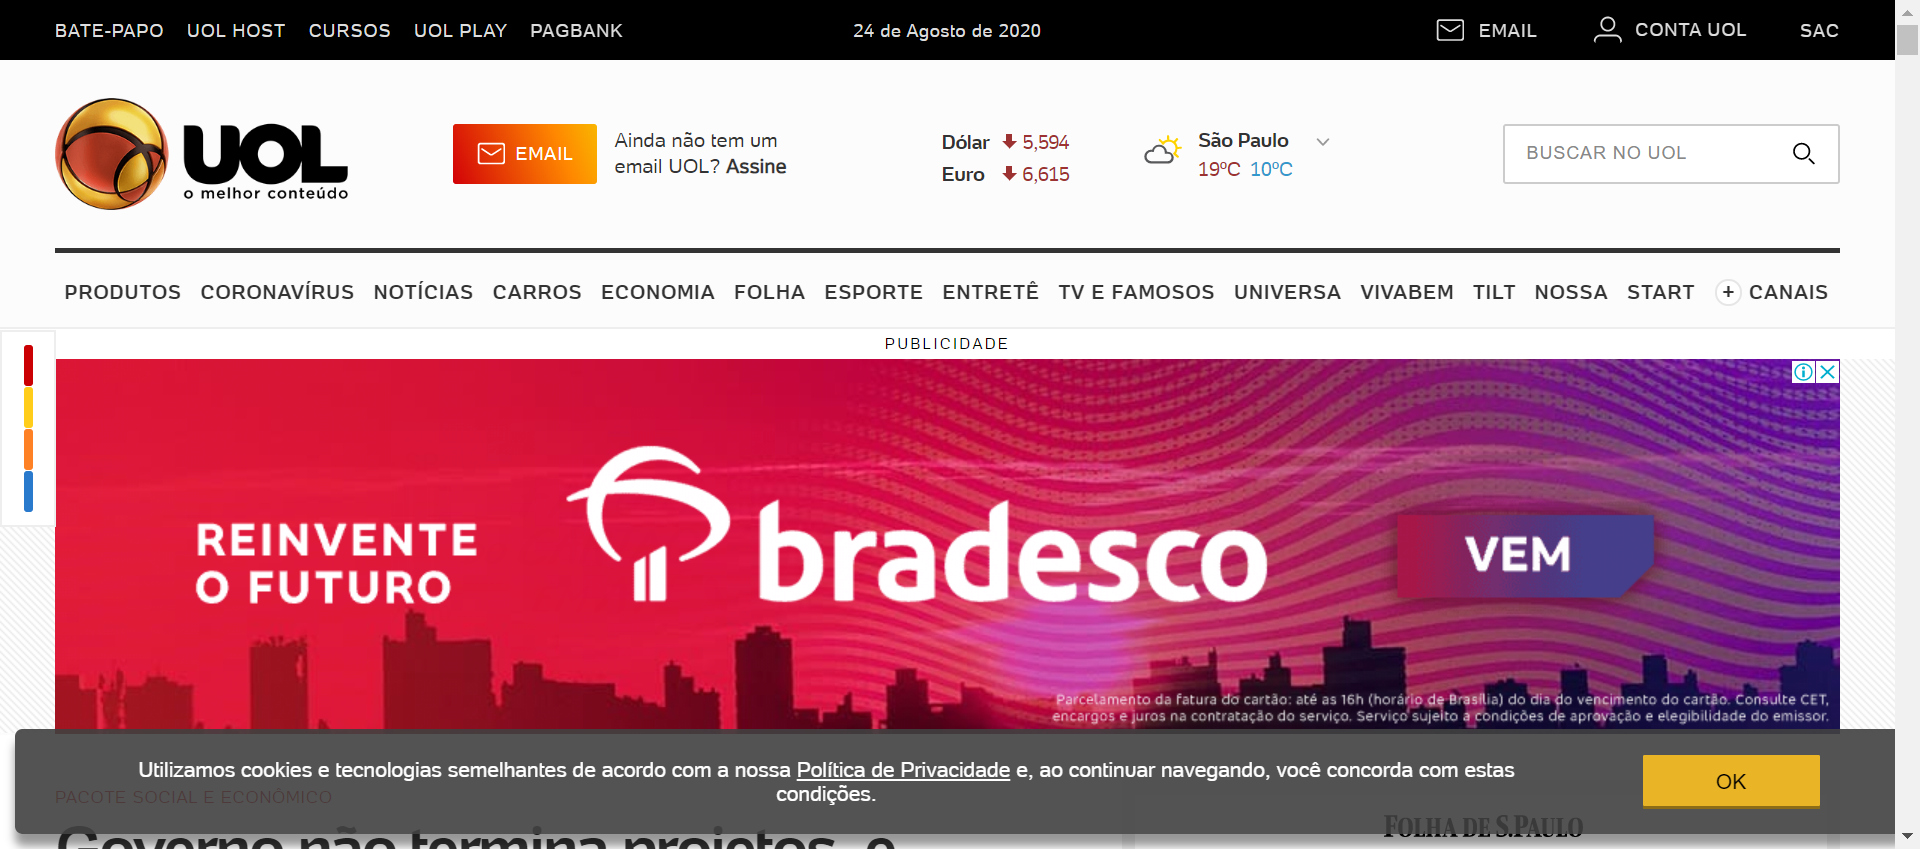 BATE-PAPO UOL HOST CURSOS UOL PLAY PAGBANK 24 de Agosto de 2020 EMAIL CONTA UOL SAC
UOL
o melhor conteúdo
EMAIL
Ainda não tem um
email UOL? Assine
Dólar 5,594
Euro 6,615
São Paulo
19ºC 10ºC
BUSCAR NO UOL
PRODUTOS CORONAVÍRUS NOTÍCIAS CARROS ECONOMIA FOLHA ESPORTE ENTRETÊ TV E FAMOSOS UNIVERSA VIVABEM TILT NOSSA START + CANAIS
PUBLICIDADE
REINVENTE
O FUTURO
bradesco
VEM
Parcelamento da fatura do cartão: até as 16h (horário de Brasília) do dia do vencimento do cartão. Consulte CET,
encargos e juros na contratação do serviço. Serviço sujeito a condições de aprovação e elegibilidade do emissor.
Utilizamos cookies e tecnologias semelhantes de acordo com a nossa Política de Privacidade e, ao continuar navegando, você concorda com estas
condições.
OK
PACOTE SOCIAL E ECONÔMICO
Governo não termina projetos, e
FOLHA DE S.PAULO